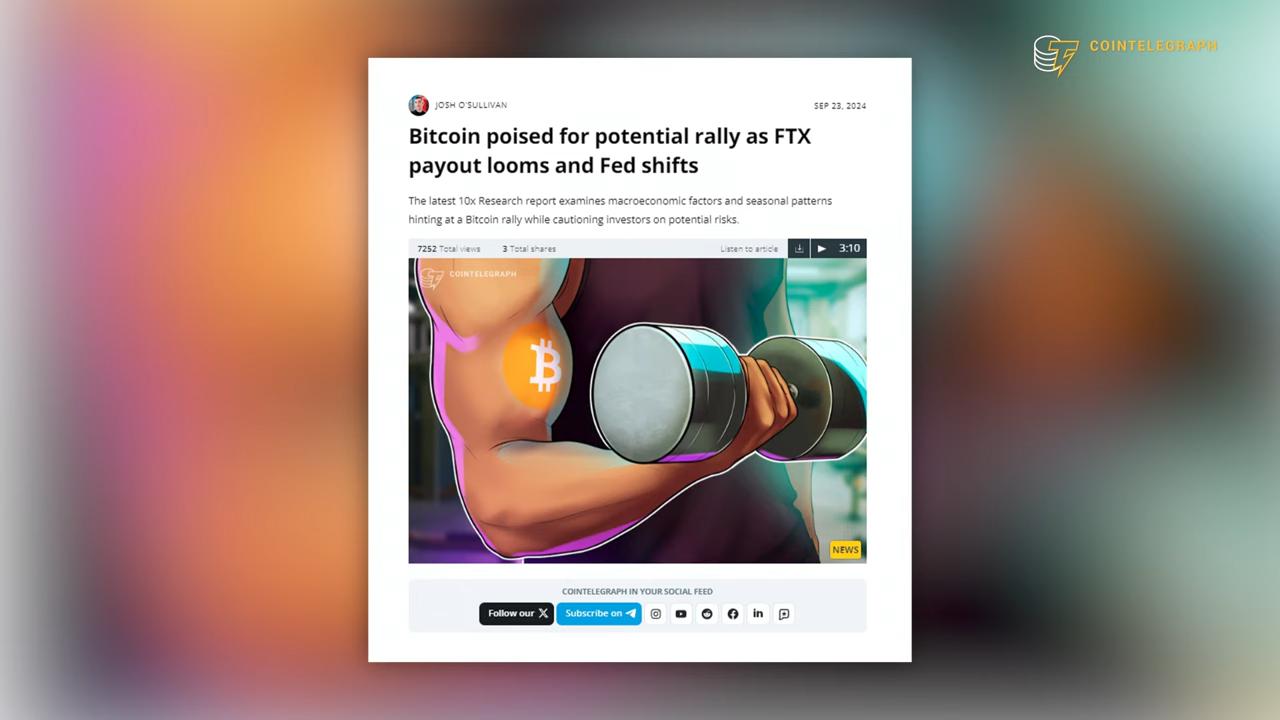 COINTELEGRAPH
JOSH O'SULLIVAN
SEP 23, 2024
Bitcoin poised for potential rally as FTX
payout looms and Fed shifts
The latest 10x Research report examines macroeconomic factors and seasonal patterns
hinting at a Bitcoin rally while cautioning investors on potential risks.
7252 Total views 3 Total shares Listen to article 3:10
COINTELEGRAPH
NEWS
COINTELEGRAPH IN YOUR SOCIAL FEED
Follow our X Subscribe on in